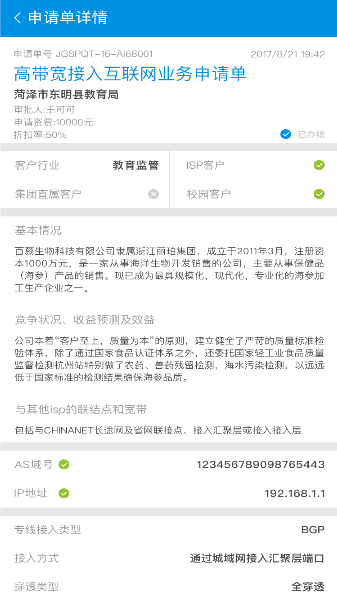 申请单详情
申请单号 JGSPQT-16-AI68001 2017/8/21 19:42
高带宽接入互联网业务申请单
菏泽市东明县教育局
审批人:王可可
申请资费:10000元
折扣率:50% 已办结
客户行业 教育监管 ISP客户
集团直属客户 校园客户
基本情况
百慕生物科技有限公司隶属浙江丽珀集团，成立于2011年3月，注册资
本1000万元，是一家从事海洋生物开发销售的公司，主要从事保健品
（海参）产品的销售。现已成为最具规模化，现代化，专业化的海参加
工生产企业之一。
竞争状况、收益预测及效益
公司本着“客户至上，质量为本”的原则，建立健全了严苛的质量标准检
验体系，除了通过国家食品认证体系之外，还委托国家轻工业食品质量
监督检测杭州站特别做了农药、兽药残留检测，海水污染检测，以远远
低于国家标准的检测结果确保海参品质。
与其他isp的联结点和宽带
包括与CHINANET长途网及省网联接点、接入汇聚层或接入接入层
AS域号 123456789098765443
IP地址 192.168.1.1
专线接入类型 BGP
接入方式 通过城域网接入汇聚层端口
穿透类型 全穿透